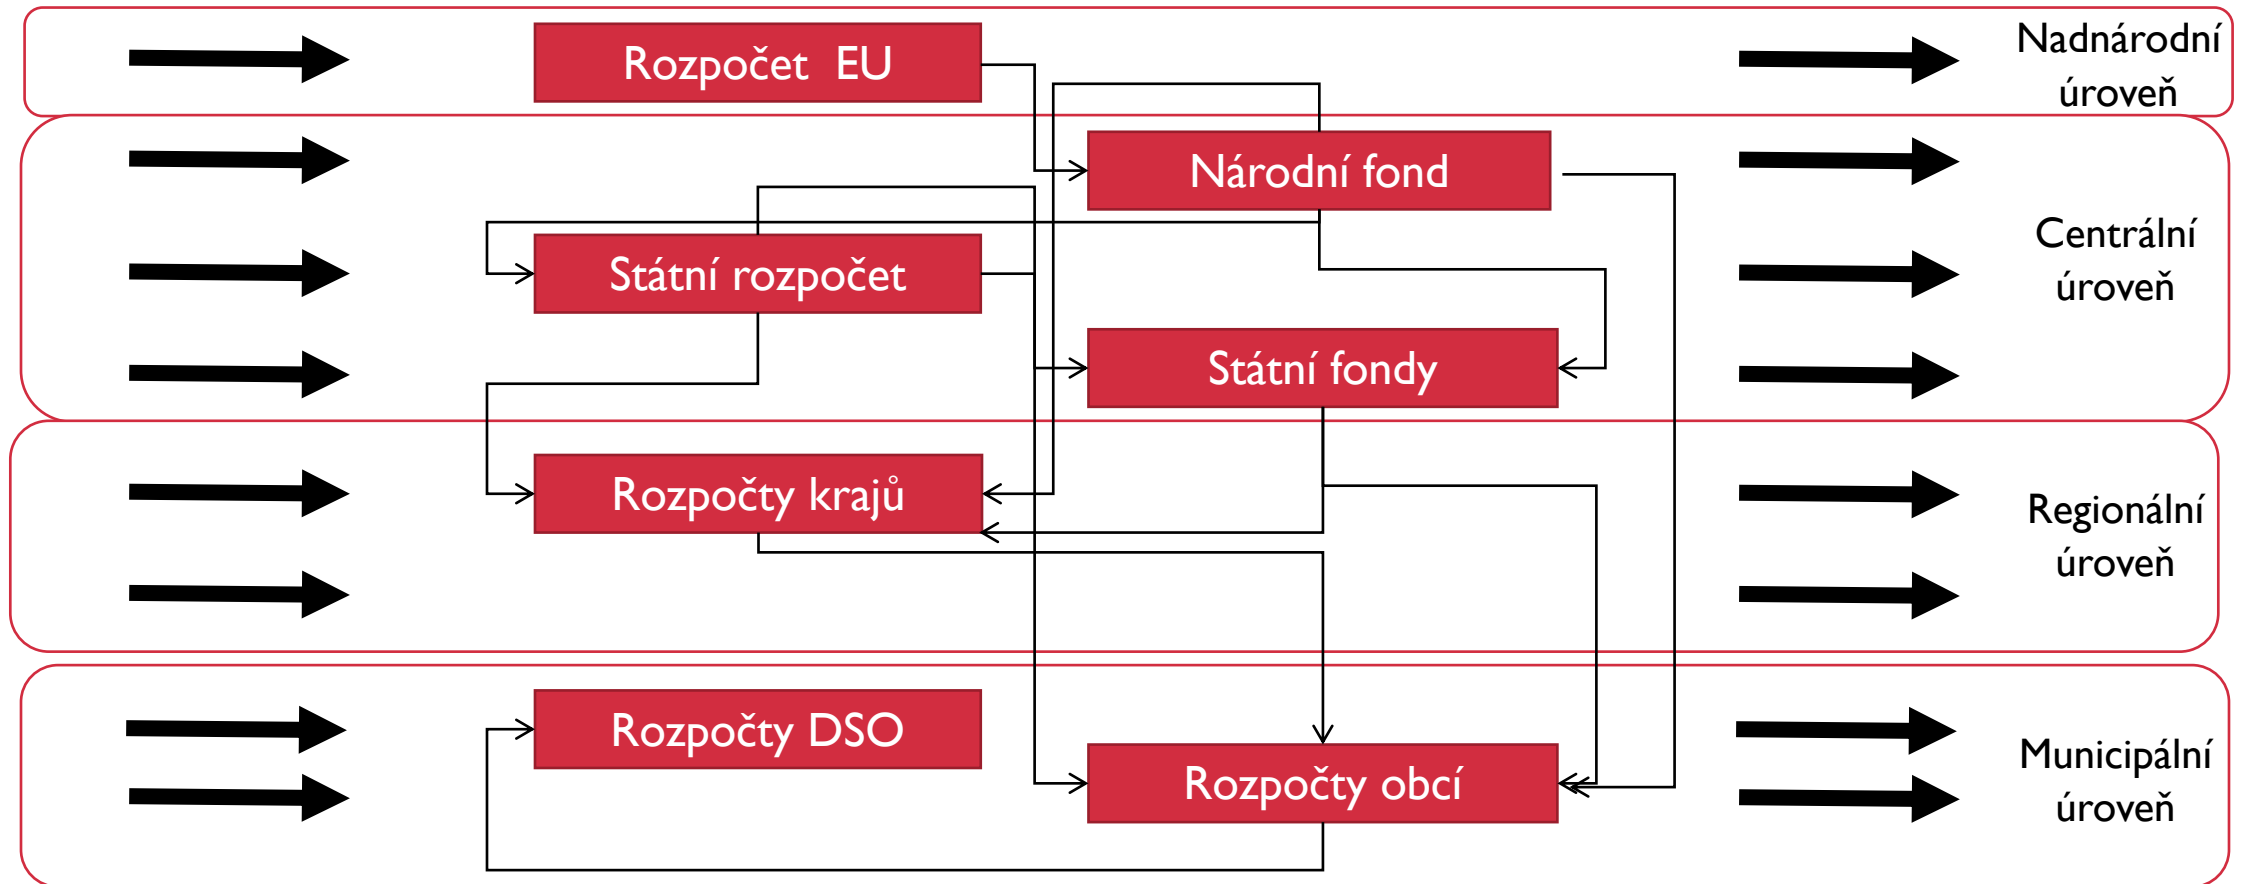 Rozpočet EU
Nadnárodní
úroveň
Národní fond
Státní rozpočet
Centrální
úroveň
Státní fondy
Rozpočty krajů
Regionální
úroveň
Rozpočty DSO
Rozpočty obcí
Municipální
úroveň